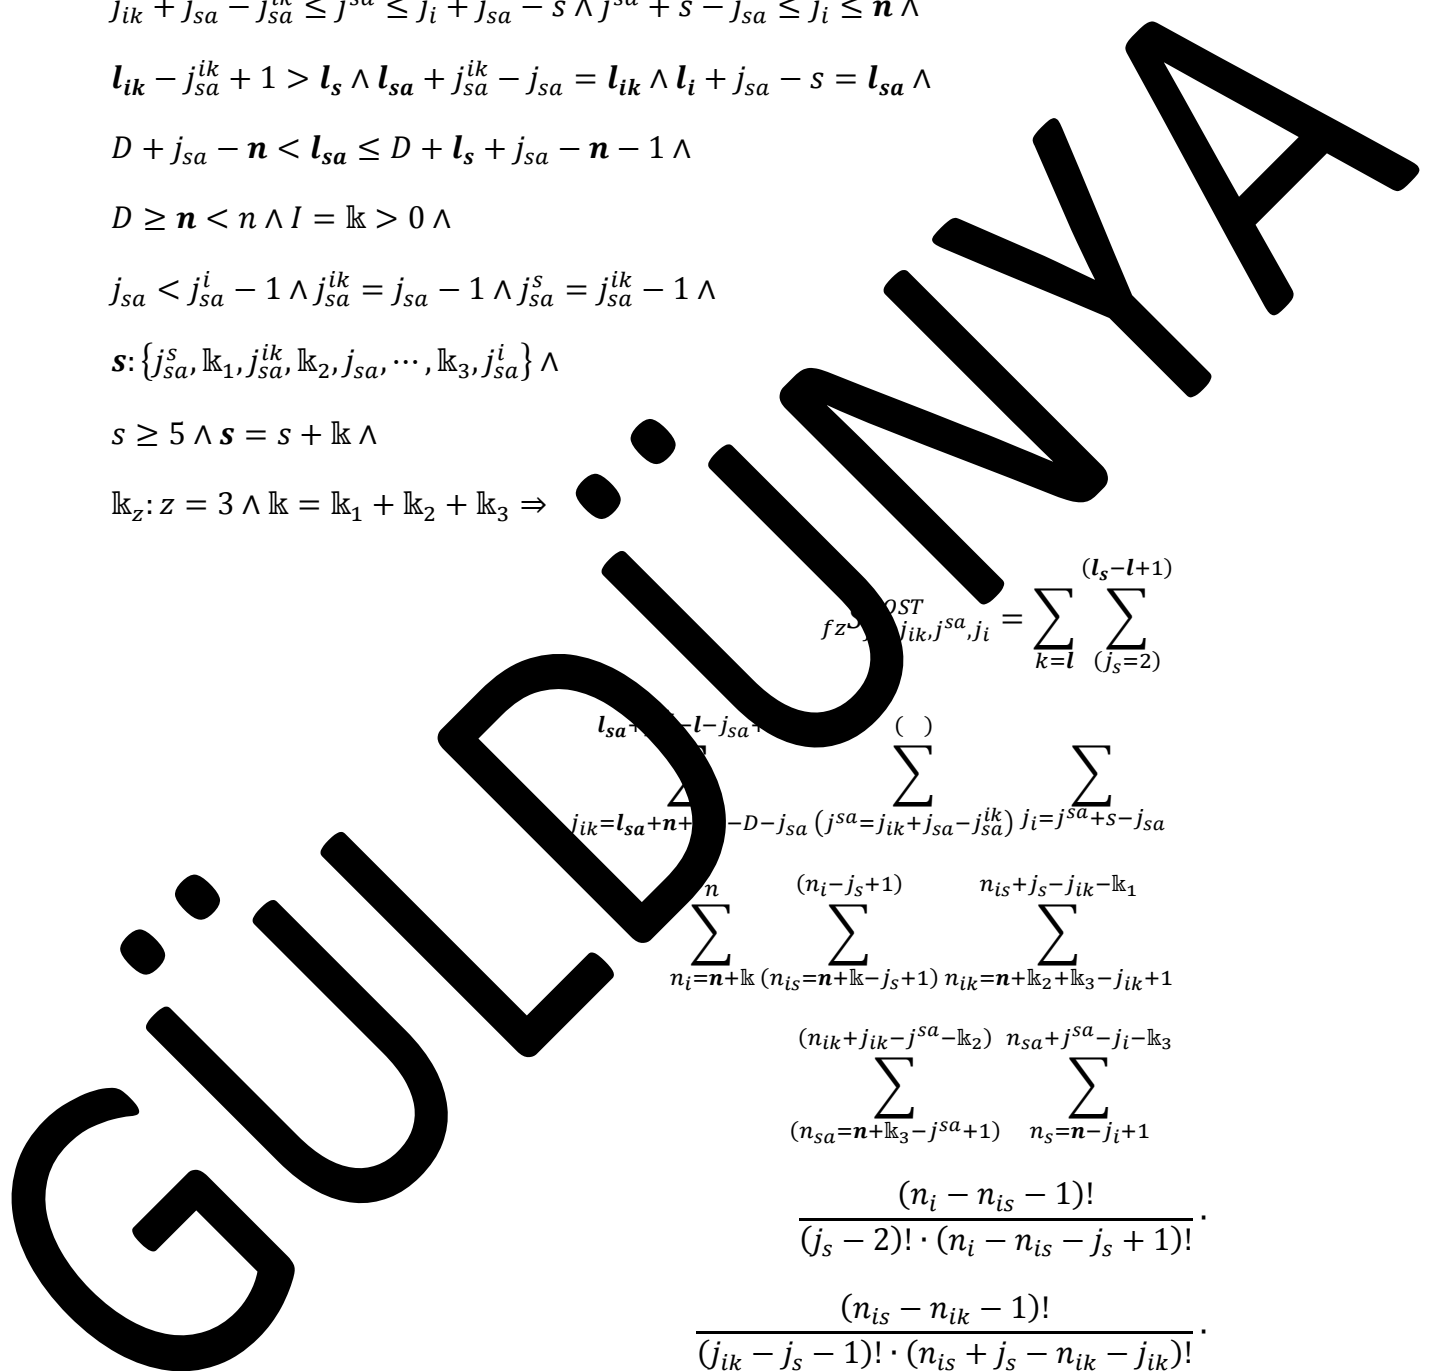 j_{ik} + j_{sa} − j_{sa}^{ik} ≤ j^{sa} ≤ j_i + j_{sa} − s ∧ j^{sa} + s − j_{sa} ≤ j_i ≤ 𝒏 ∧
𝒍_{𝒊𝒌} − j_{sa}^{ik} + 1 > 𝒍_𝒔 ∧ 𝒍_{𝒔𝒂} + j_{sa}^{ik} − j_{sa} = 𝒍_{𝒊𝒌} ∧ 𝒍_𝒊 + j_{sa} − s = 𝒍_{𝒔𝒂} ∧
D + j_{sa} − 𝒏 < 𝒍_{𝒔𝒂} ≤ D + 𝒍_𝒔 + j_{sa} − 𝒏 − 1 ∧
D ≥ 𝒏 < n ∧ I = 𝕜 > 0 ∧
j_{sa} < j_{sa}^i − 1 ∧ j_{sa}^{ik} = j_{sa} − 1 ∧ j_{sa}^s = j_{sa}^{ik} − 1 ∧
𝒔: {j_{sa}^s, 𝕜_1, j_{sa}^{ik}, 𝕜_2, j_{sa}, ⋯, 𝕜_3, j_{sa}^i} ∧
s ≥ 5 ∧ 𝒔 = s + 𝕜 ∧
𝕜_z: z = 3 ∧ 𝕜 = 𝕜_1 + 𝕜_2 + 𝕜_3 ⇒
(𝒍_𝒔−𝒍+1)
j_{ik}, j^{sa}, j_i = ∑ ∑
k=𝒍 (j_s=2)
( )
∑ ∑ ∑
−D−j_{sa} (j^{sa}=j_{ik}+j_{sa}−j_{sa}^{ik}) j_i=j^{sa}+s−j_{sa}
n (n_i−j_s+1) n_{is}+j_s−j_{ik}−𝕜_1
∑ ∑ ∑
n_i=𝒏+𝕜 (n_{is}=𝒏+𝕜−j_s+1) n_{ik}=𝒏+𝕜_2+𝕜_3−j_{ik}+1
(n_{ik}+j_{ik}−j^{sa}−𝕜_2) n_{sa}+j^{sa}−j_i−𝕜_3
∑ ∑
(n_{sa}=𝒏+𝕜_3−j^{sa}+1) n_s=𝒏−j_i+1
(n_i − n_{is} − 1)!
(j_s − 2)! · (n_i − n_{is} − j_s + 1)! ·
(n_{is} − n_{ik} − 1)!
(j_{ik} − j_s − 1)! · (n_{is} + j_s − n_{ik} − j_{ik})! ·
GÜLDÜNYA